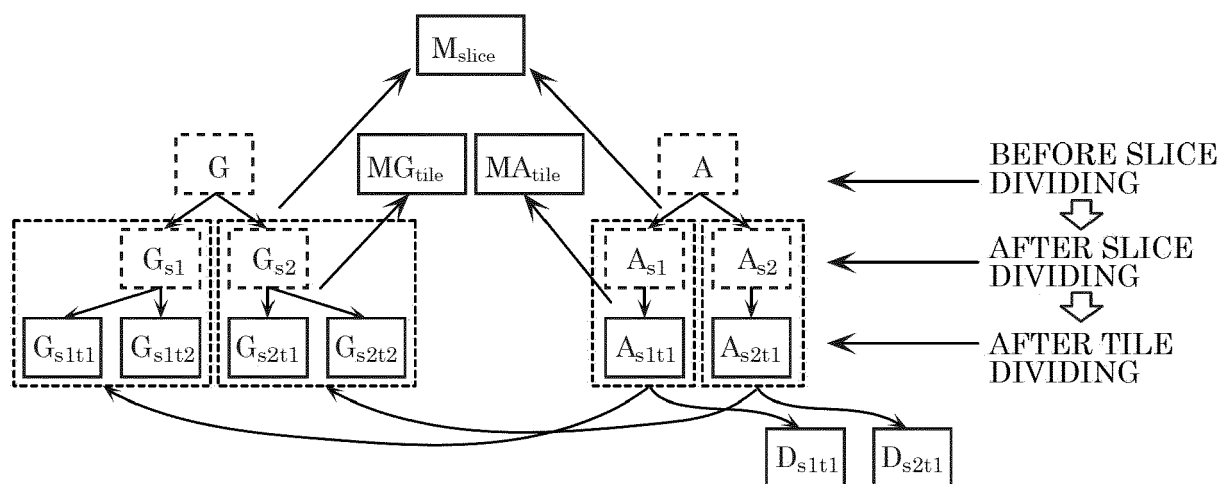 M_slice
G
MG_tile
MA_tile
A
BEFORE SLICE
DIVIDING
G_s1
G_s2
A_s1
A_s2
AFTER SLICE
DIVIDING
G_s1t1
G_s1t2
G_s2t1
G_s2t2
A_s1t1
A_s2t1
AFTER TILE
DIVIDING
D_s1t1
D_s2t1